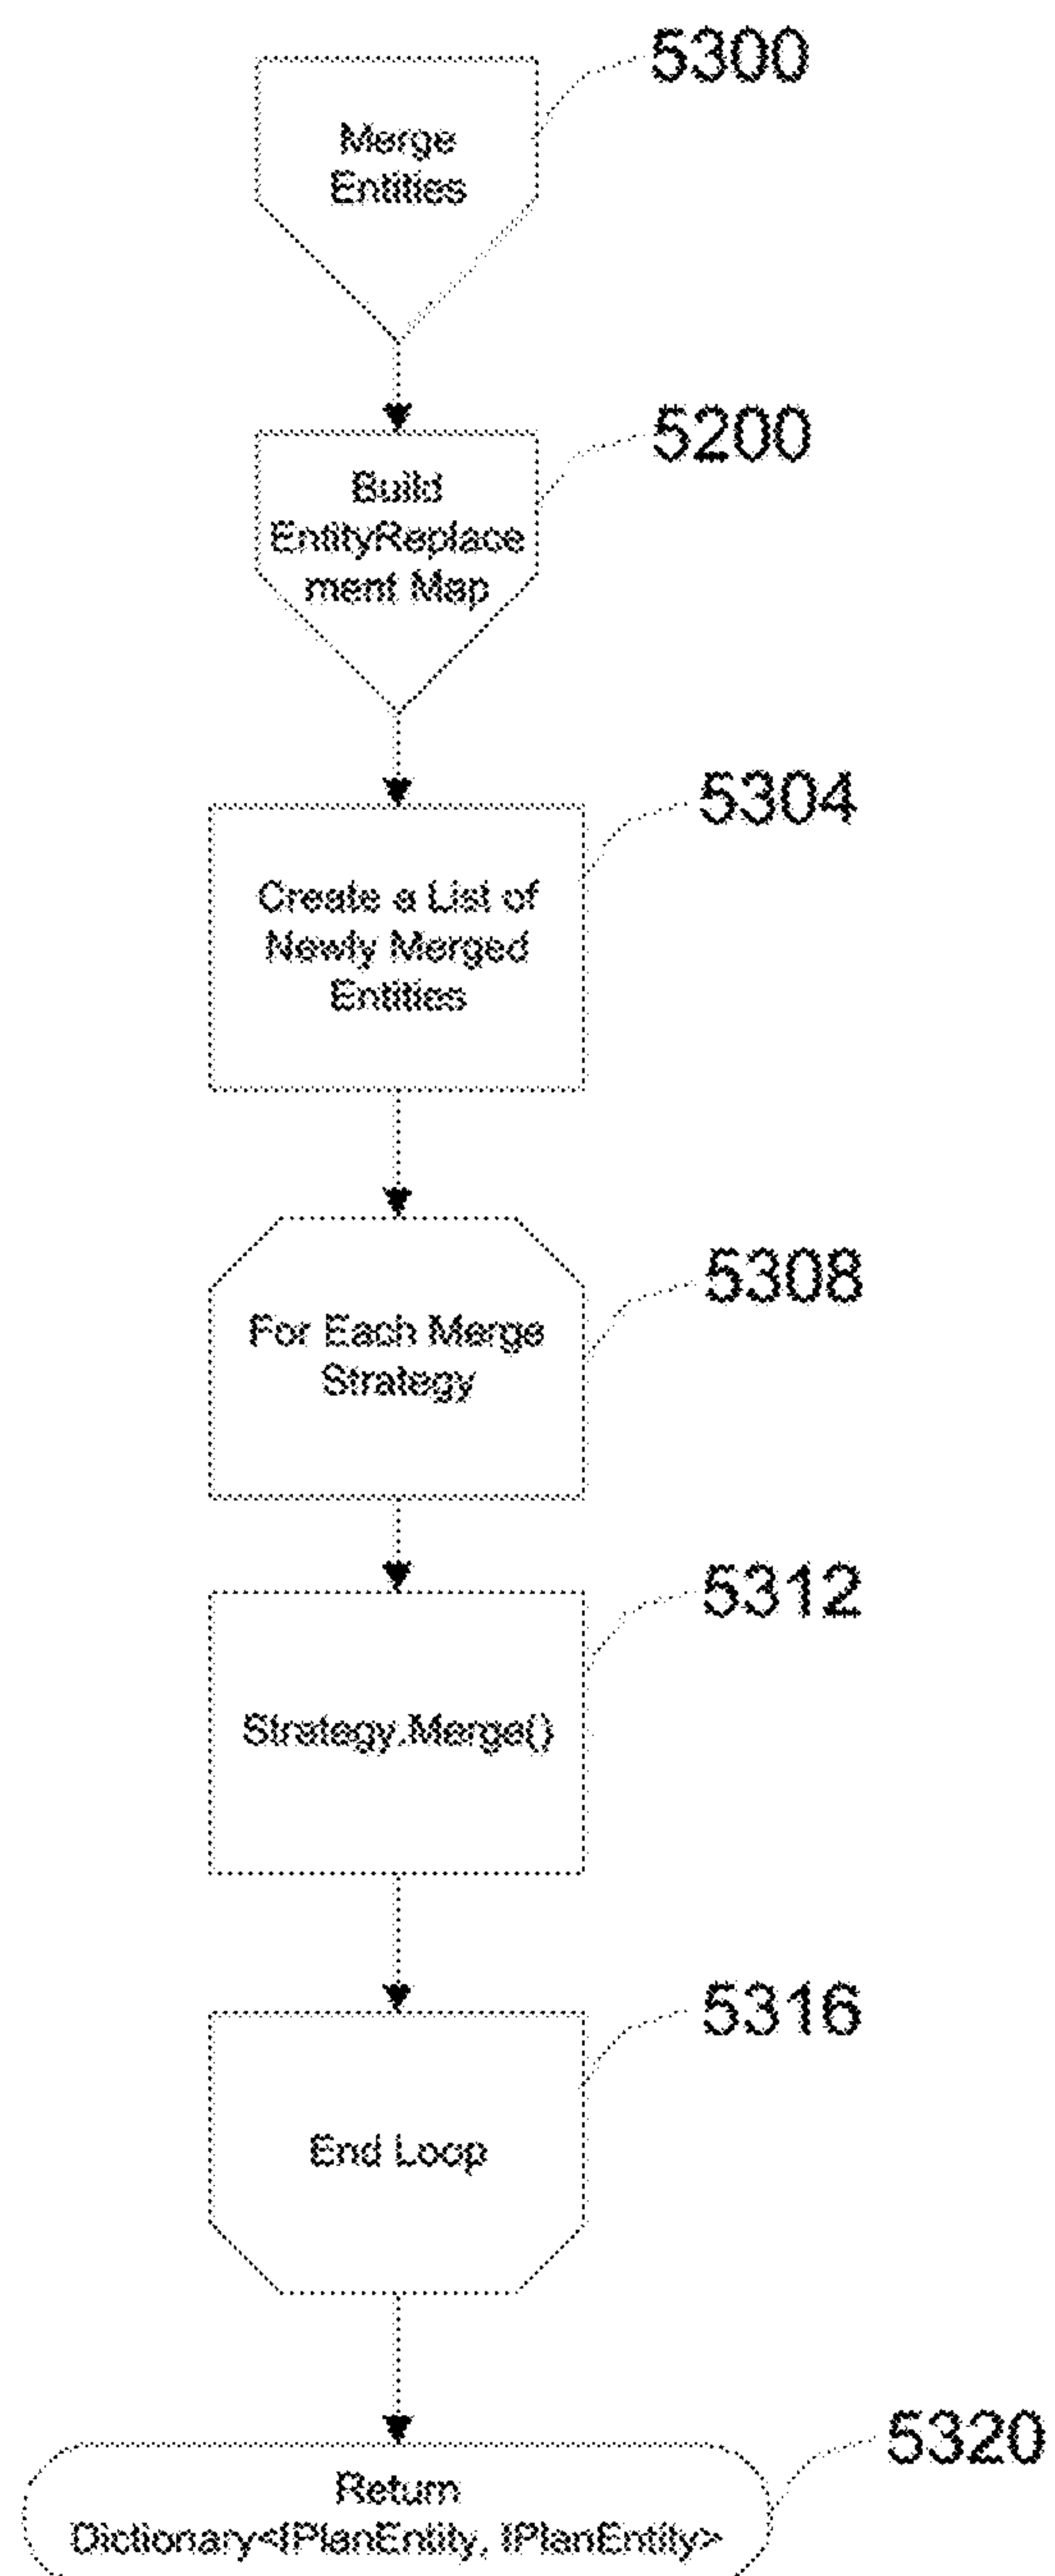 5300
Merge
Entities
5200
Build
EntityReplace
ment Map
5304
Create a List of
Newly Merged
Entities
5308
For Each Merge
Strategy
5312
Strategy.Merge()
5316
End Loop
5320
Return
Dictionary<IPlanEntity, IPlanEntity>